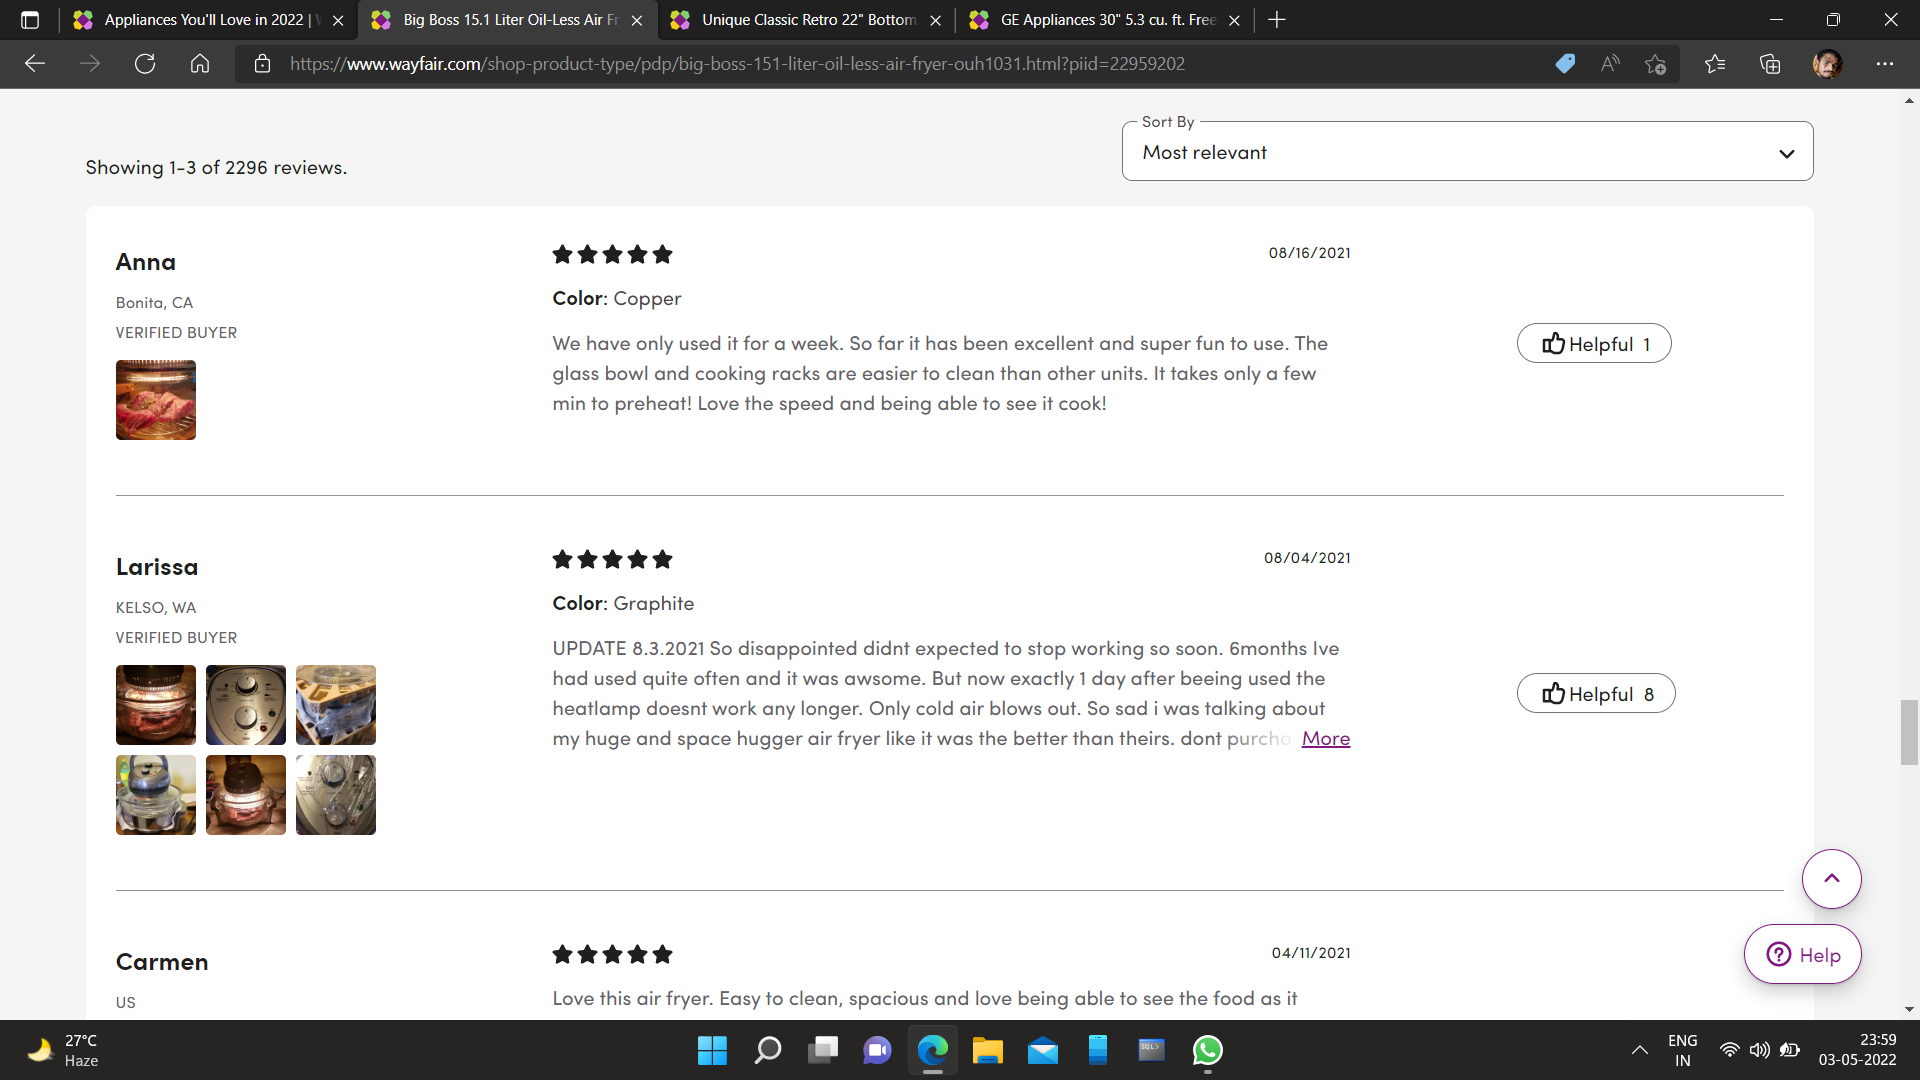 Appliances You'll Love in 2022 |
Big Boss 15.1 Liter Oil-Less Air Fr
Unique Classic Retro 22" Bottom
GE Appliances 30" 5.3 cu. ft. Free
https://www.wayfair.com/shop-product-type/pdp/big-boss-151-liter-oil-less-air-fryer-ouh1031.html?piid=22959202
Sort By
Showing 1-3 of 2296 reviews.
Most relevant
Anna
08/16/2021
Bonita, CA
Color: Copper
VERIFIED BUYER
We have only used it for a week. So far it has been excellent and super fun to use. The
glass bowl and cooking racks are easier to clean than other units. It takes only a few
min to preheat! Love the speed and being able to see it cook!
Helpful 1
Larissa
08/04/2021
KELSO, WA
Color: Graphite
VERIFIED BUYER
UPDATE 8.3.2021 So disappointed didnt expected to stop working so soon. 6months Ive
had used quite often and it was awsome. But now exactly 1 day after beeing used the
heatlamp doesnt work any longer. Only cold air blows out. So sad i was talking about
my huge and space hugger air fryer like it was the better than theirs. dont purcha More
Helpful 8
Carmen
04/11/2021
US
Love this air fryer. Easy to clean, spacious and love being able to see the food as it
Help
27°C
Haze
SQL>
ENG
IN
23:59
03-05-2022